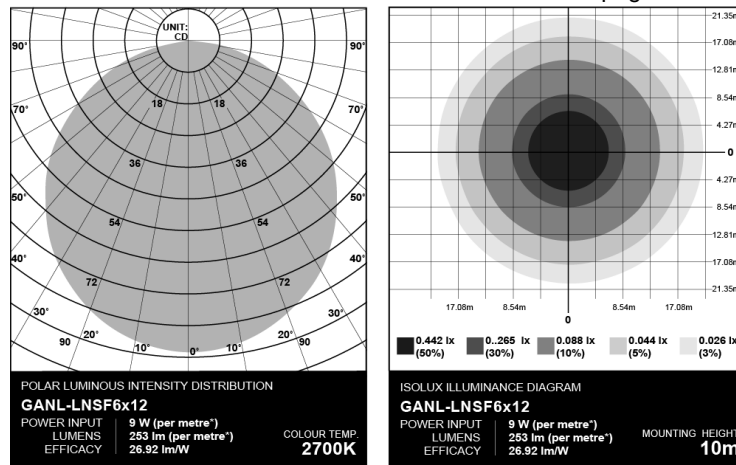 UNIT:
CD
90° 90°
18 18
70° 70°
36 36
50° 50°
54 54
40° 40°
72 72
30° 30°
90 20° 10° 0° 10° 20° 90
POLAR LUMINOUS INTENSITY DISTRIBUTION
GANL-LNSF6x12
POWER INPUT 9 W (per metre*)
LUMENS 253 lm (per metre*)
EFFICACY 26.92 lm/W
COLOUR TEMP.
2700K
21.35m
17.08m
12.81m
8.54m
4.27m
0
4.27m
8.54m
12.81m
17.08m
21.35m
17.08m 8.54m 0 8.54m 17.08m
0.442 lx 0..265 lx 0.088 lx 0.044 lx 0.026 lx
(50%) (30%) (10%) (5%) (3%)
ISOLUX ILLUMINANCE DIAGRAM
GANL-LNSF6x12
POWER INPUT 9 W (per metre*)
LUMENS 253 lm (per metre*)
EFFICACY 26.92 lm/W
MOUNTING HEIGHT
10m